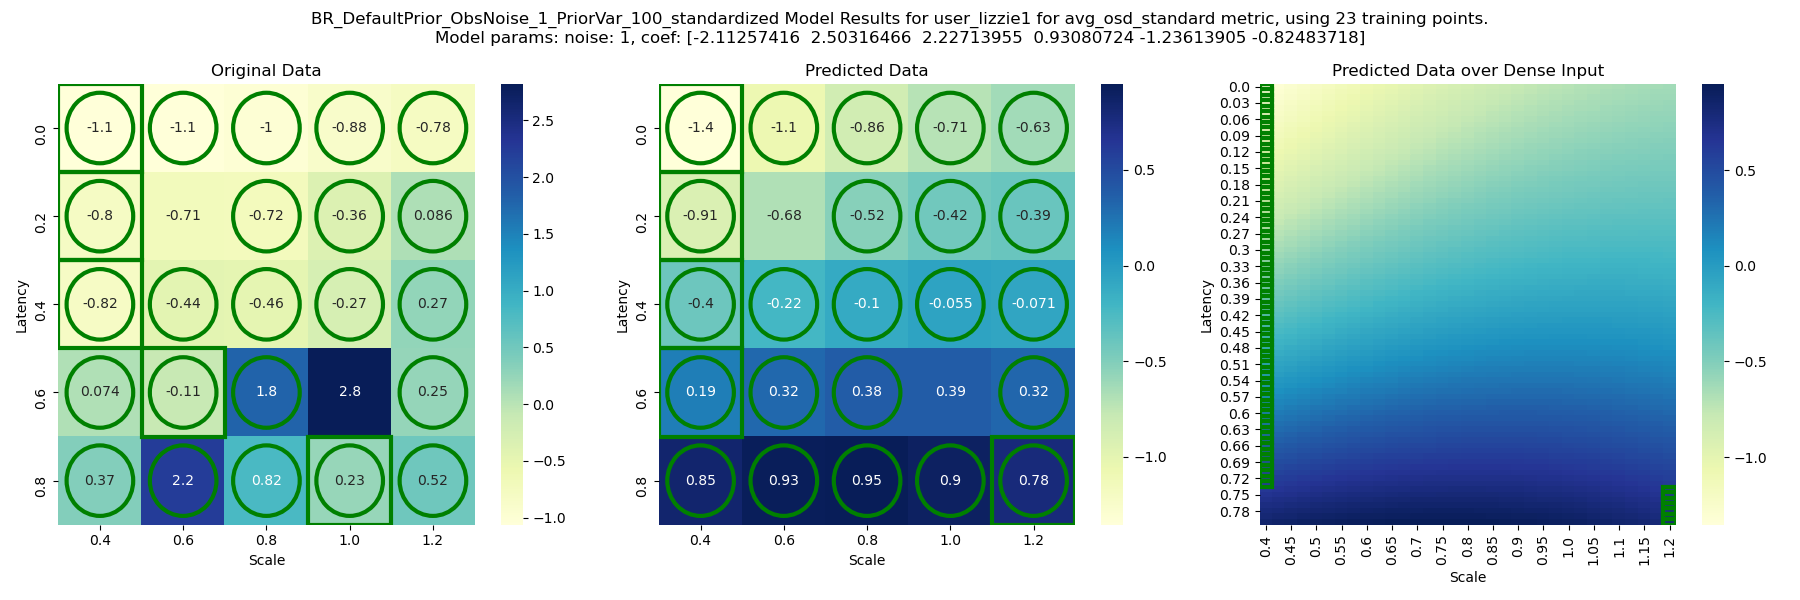 BR_DefaultPrior_ObsNoise_1_PriorVar_100_standardized Model Results for user_lizzie1 for avg_osd_standard metric, using 23 training points.
Model params: noise: 1, coef: [-2.11257416  2.50316466  2.22713955  0.93080724 -1.23613905 -0.82483718]
Original Data
Latency
0.0 -1.1 -1.1 -1 -0.88 -0.78
0.2 -0.8 -0.71 -0.72 -0.36 0.086
0.4 -0.82 -0.44 -0.46 -0.27 0.27
0.6 0.074 -0.11 1.8 2.8 0.25
0.8 0.37 2.2 0.82 0.23 0.52
0.4 0.6 0.8 1.0 1.2
Scale
2.5
2.0
1.5
1.0
0.5
0.0
−0.5
−1.0
Predicted Data
Latency
0.0 -1.4 -1.1 -0.86 -0.71 -0.63
0.2 -0.91 -0.68 -0.52 -0.42 -0.39
0.4 -0.4 -0.22 -0.1 -0.055 -0.071
0.6 0.19 0.32 0.38 0.39 0.32
0.8 0.85 0.93 0.95 0.9 0.78
0.4 0.6 0.8 1.0 1.2
Scale
0.5
0.0
−0.5
−1.0
Predicted Data over Dense Input
Latency
0.0
0.03
0.06
0.09
0.12
0.15
0.18
0.21
0.24
0.27
0.3
0.33
0.36
0.39
0.42
0.45
0.48
0.51
0.54
0.57
0.6
0.63
0.66
0.69
0.72
0.75
0.78
0.4 0.45 0.5 0.55 0.6 0.65 0.7 0.75 0.8 0.85 0.9 0.95 1.0 1.05 1.1 1.15 1.2
Scale
0.5
0.0
−0.5
−1.0